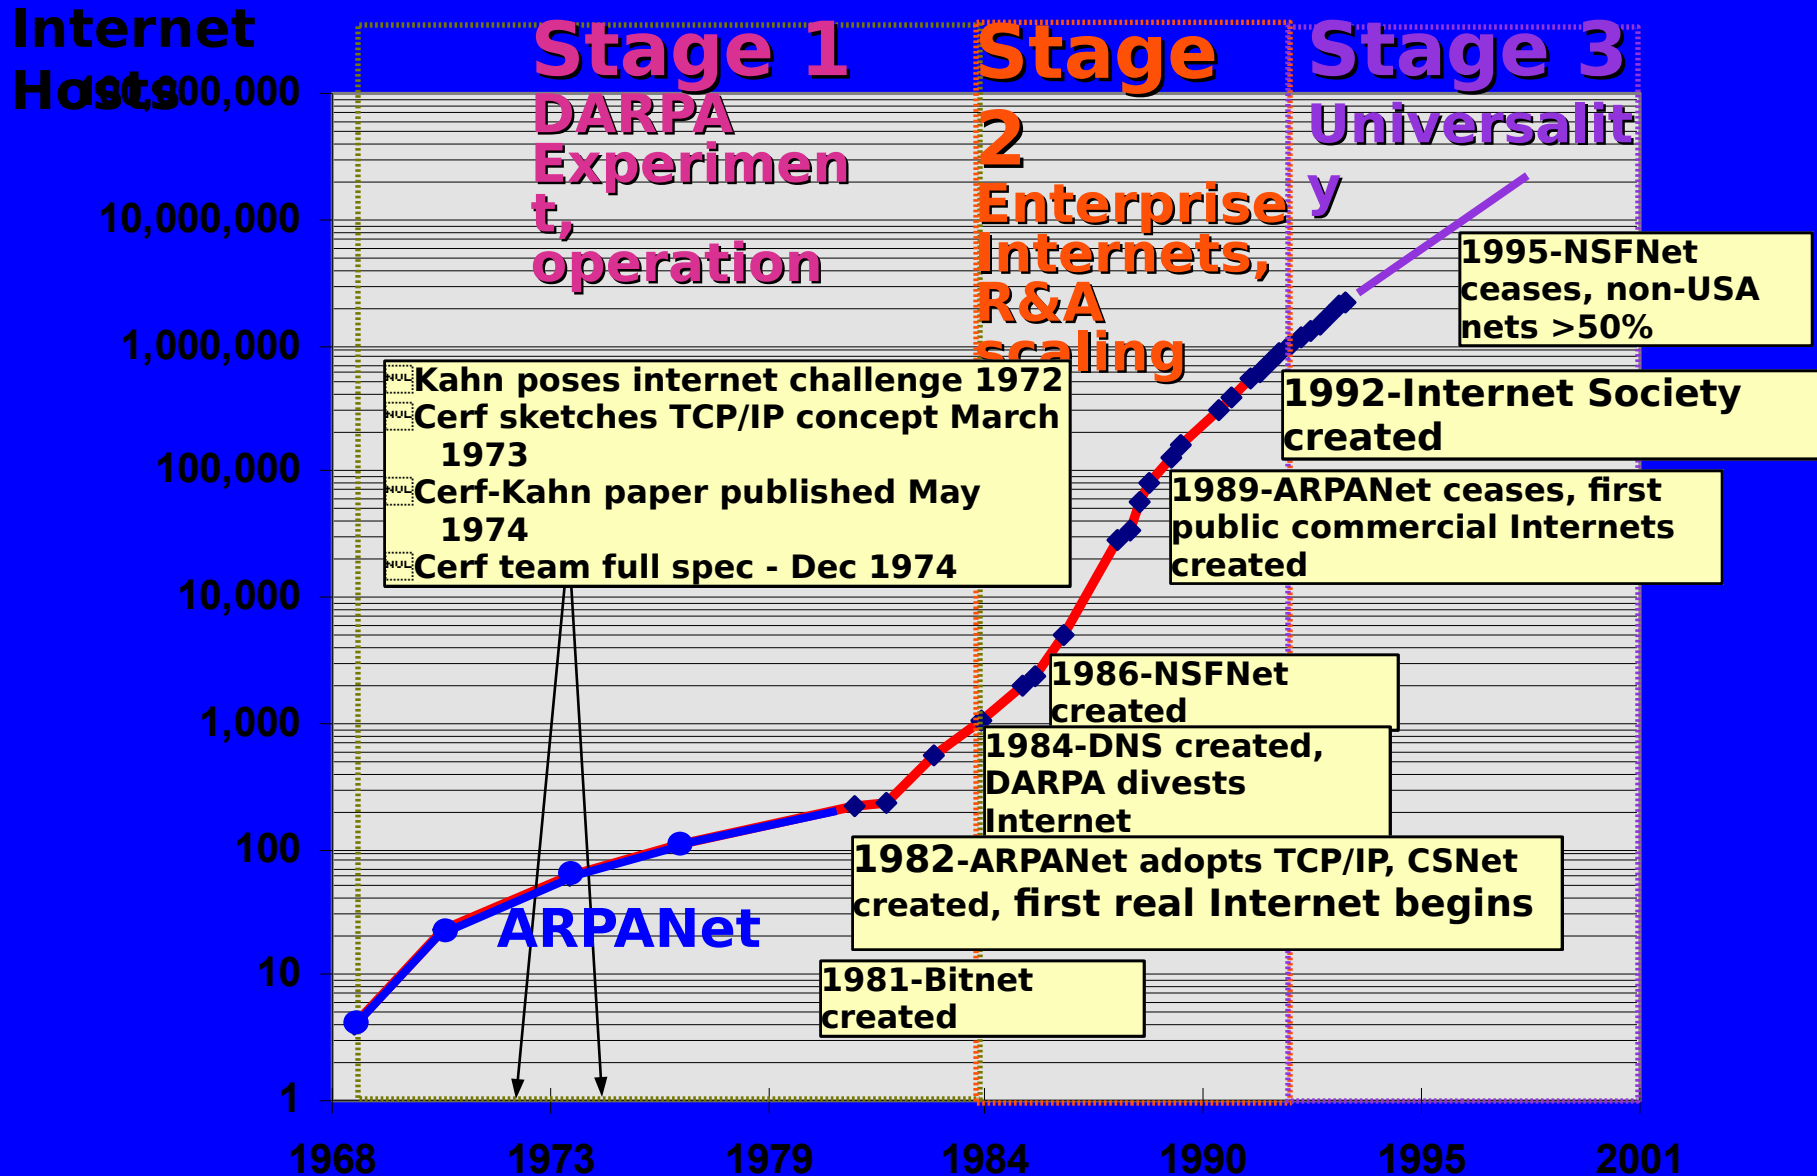 Internet
Hosts
Stage 1
DARPA
Experimen
t,
operation
Stage
2
Enterprise
Internets,
R&A
scaling
Stage 3
Universalit
y
100,000,000
10,000,000
1,000,000
100,000
10,000
1,000
100
10
1
1995-NSFNet
ceases, non-USA
nets >50%
Kahn poses internet challenge 1972
Cerf sketches TCP/IP concept March
1973
Cerf-Kahn paper published May
1974
Cerf team full spec - Dec 1974
1992-Internet Society
created
1989-ARPANet ceases, first
public commercial Internets
created
1986-NSFNet
created
1984-DNS created,
DARPA divests
Internet
1982-ARPANet adopts TCP/IP, CSNet
created, first real Internet begins
ARPANet
1981-Bitnet
created
1968
1973
1979
1984
1990
1995
2001